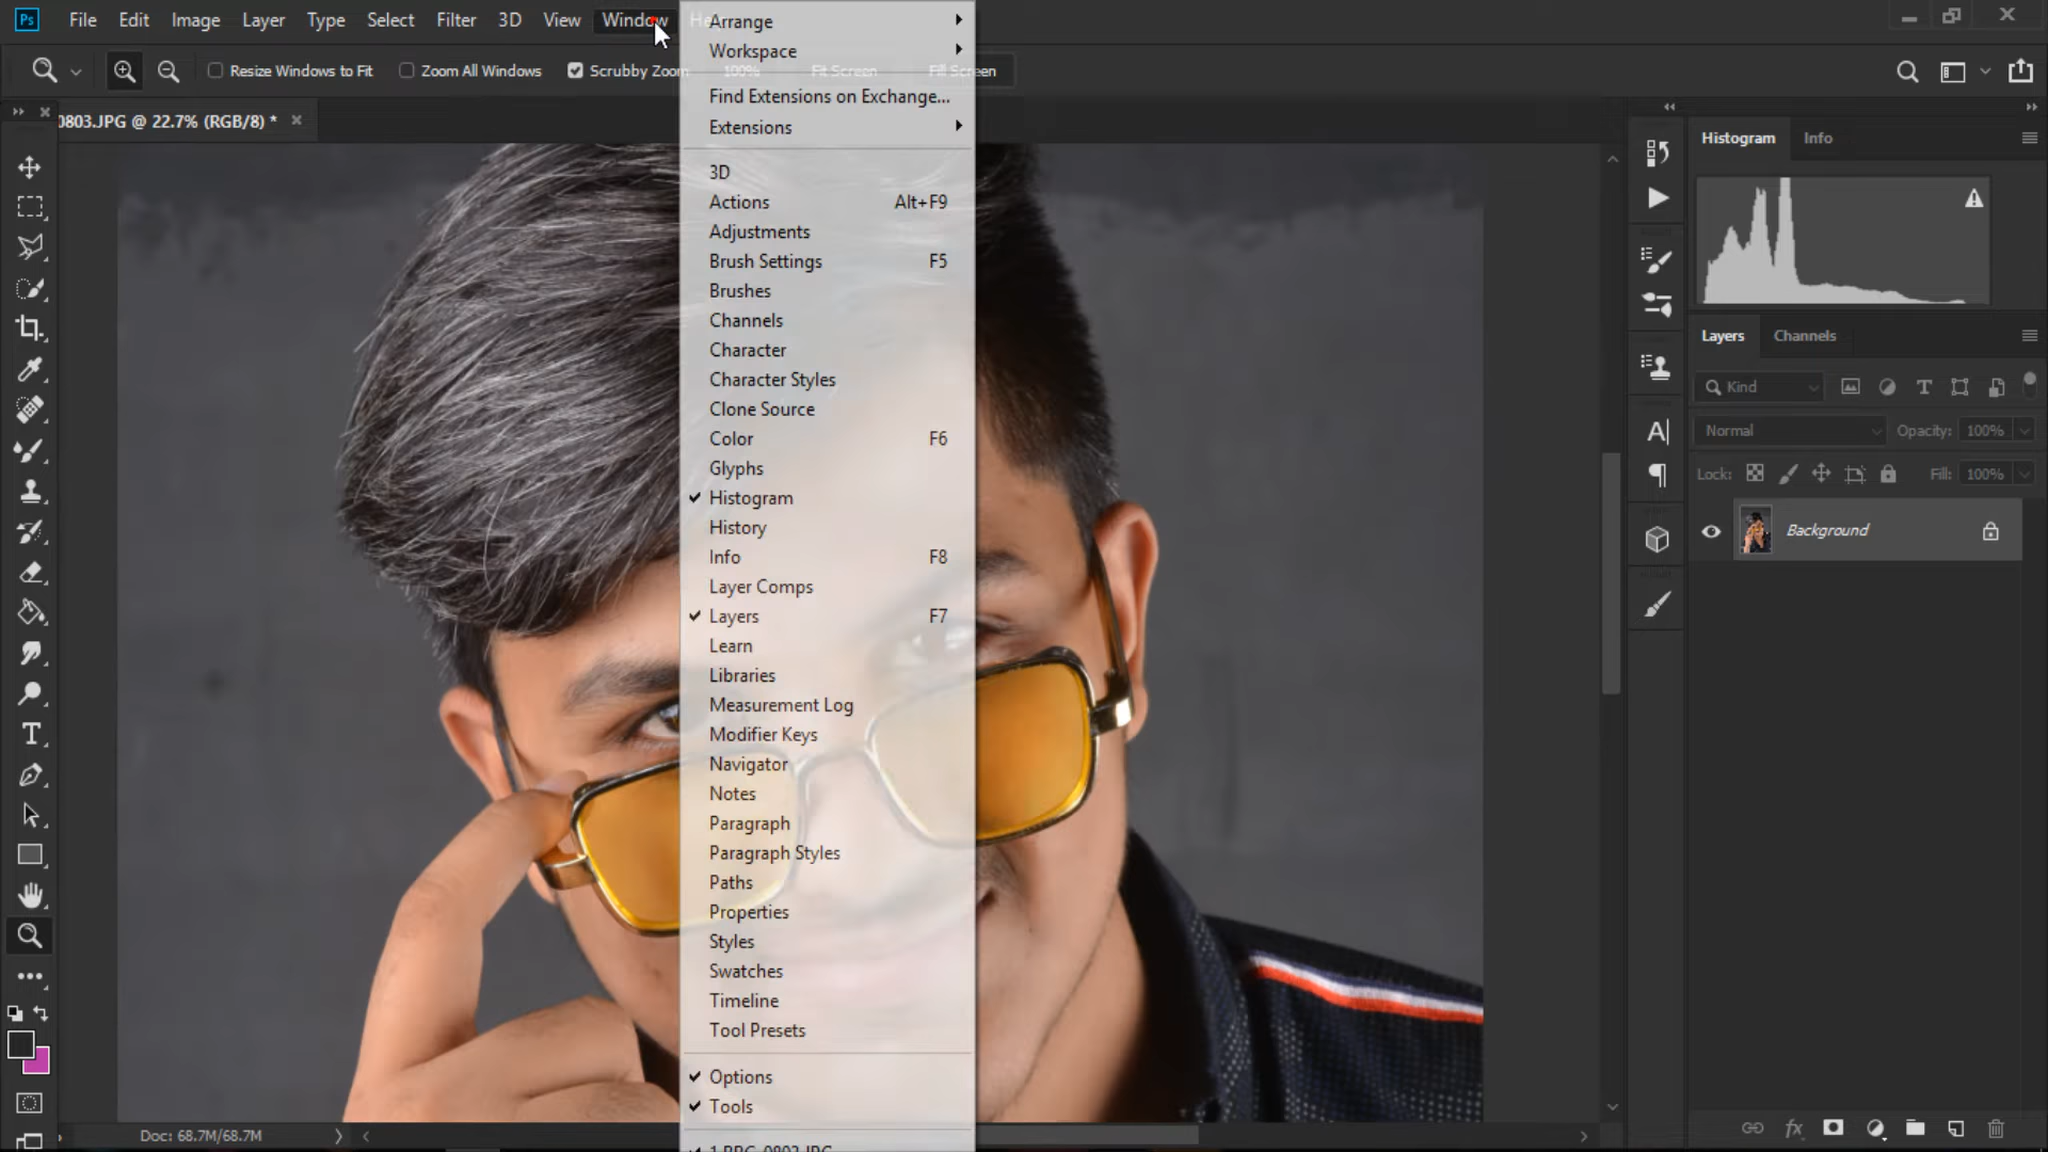 Ps File Edit Image Layer Type Select Filter 3D View Window
Resize Windows to Fit Zoom All Windows Scrubby Zoom 100% Fit Screen Fill Screen
0803.JPG @ 22.7% (RGB/8) * ×
Arrange
Workspace
Find Extensions on Exchange...
Extensions
3D
Actions Alt+F9
Adjustments
Brush Settings F5
Brushes
Channels
Character
Character Styles
Clone Source
Color F6
Glyphs
Histogram
History
Info F8
Layer Comps
Layers F7
Learn
Libraries
Measurement Log
Modifier Keys
Navigator
Notes
Paragraph
Paragraph Styles
Paths
Properties
Styles
Swatches
Timeline
Tool Presets
Options
Tools
Histogram Info
Layers Channels
Kind
Normal Opacity: 100%
Lock: Fill: 100%
Background
Doc: 68.7M/68.7M